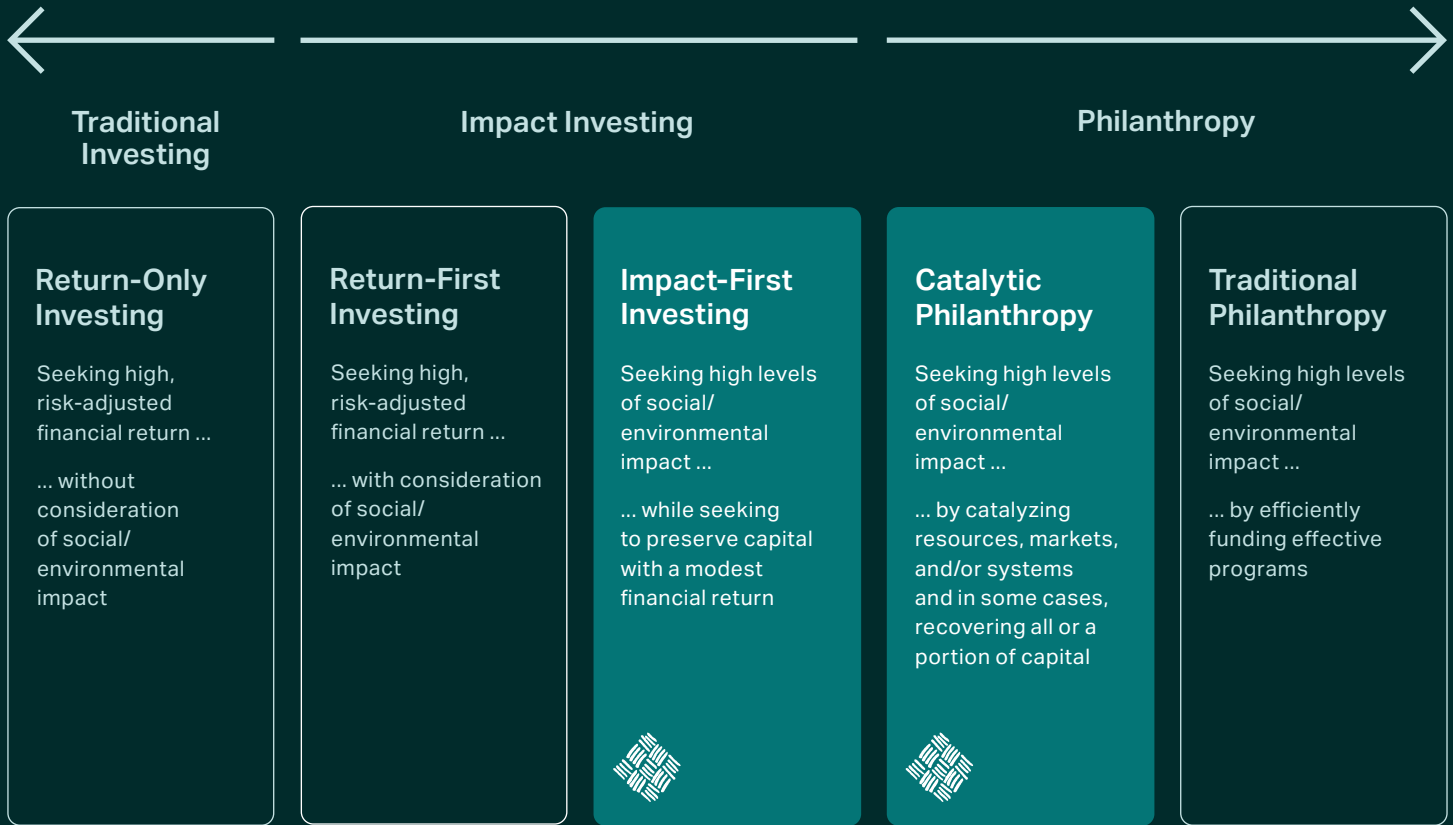 Traditional
Investing
Impact Investing
Philanthropy
Return-Only
Investing
Seeking high,
risk-adjusted
financial return ...
... without
consideration
of social/
environmental
impact
Return-First
Investing
Seeking high,
risk-adjusted
financial return ...
... with consideration
of social/
environmental
impact
Impact-First
Investing
Seeking high levels
of social/
environmental
impact ...
... while seeking
to preserve capital
with a modest
financial return
Catalytic
Philanthropy
Seeking high levels
of social/
environmental
impact ...
... by catalyzing
resources, markets,
and/or systems
and in some cases,
recovering all or a
portion of capital
Traditional
Philanthropy
Seeking high levels
of social/
environmental
impact ...
... by efficiently
funding effective
programs